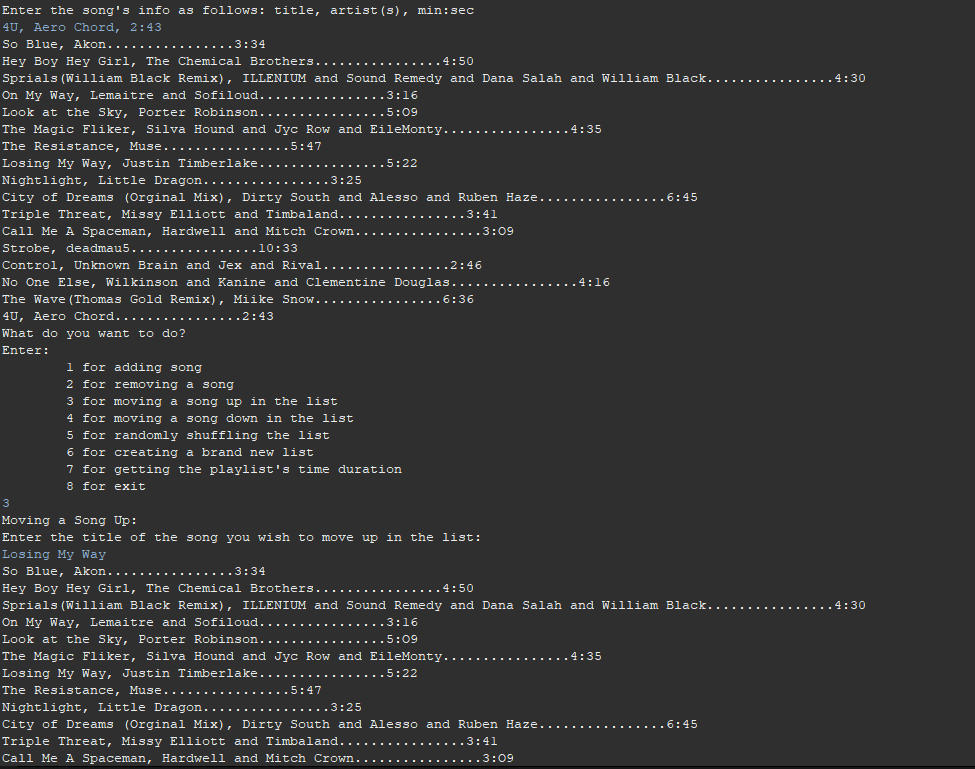 Enter the song's info as follows: title, artist(s), min:sec
4U, Aero Chord, 2:43
So Blue, Akon................3:34
Hey Boy Hey Girl, The Chemical Brothers................4:50
Sprials(William Black Remix), ILLENIUM and Sound Remedy and Dana Salah and William Black................4:30
On My Way, Lemaitre and Sofiloud................3:16
Look at the Sky, Porter Robinson................5:09
The Magic Fliker, Silva Hound and Jyc Row and EileMonty................4:35
The Resistance, Muse................5:47
Losing My Way, Justin Timberlake................5:22
Nightlight, Little Dragon................3:25
City of Dreams (Orginal Mix), Dirty South and Alesso and Ruben Haze................6:45
Triple Threat, Missy Elliott and Timbaland................3:41
Call Me A Spaceman, Hardwell and Mitch Crown................3:09
Strobe, deadmau5................10:33
Control, Unknown Brain and Jex and Rival................2:46
No One Else, Wilkinson and Kanine and Clementine Douglas................4:16
The Wave(Thomas Gold Remix), Miike Snow................6:36
4U, Aero Chord................2:43
What do you want to do?
Enter:
1 for adding song
2 for removing a song
3 for moving a song up in the list
4 for moving a song down in the list
5 for randomly shuffling the list
6 for creating a brand new list
7 for getting the playlist's time duration
8 for exit
3
Moving a Song Up:
Enter the title of the song you wish to move up in the list:
Losing My Way
So Blue, Akon................3:34
Hey Boy Hey Girl, The Chemical Brothers................4:50
Sprials(William Black Remix), ILLENIUM and Sound Remedy and Dana Salah and William Black................4:30
On My Way, Lemaitre and Sofiloud................3:16
Look at the Sky, Porter Robinson................5:09
The Magic Fliker, Silva Hound and Jyc Row and EileMonty................4:35
Losing My Way, Justin Timberlake................5:22
The Resistance, Muse................5:47
Nightlight, Little Dragon................3:25
City of Dreams (Orginal Mix), Dirty South and Alesso and Ruben Haze................6:45
Triple Threat, Missy Elliott and Timbaland................3:41
Call Me A Spaceman, Hardwell and Mitch Crown................3:09